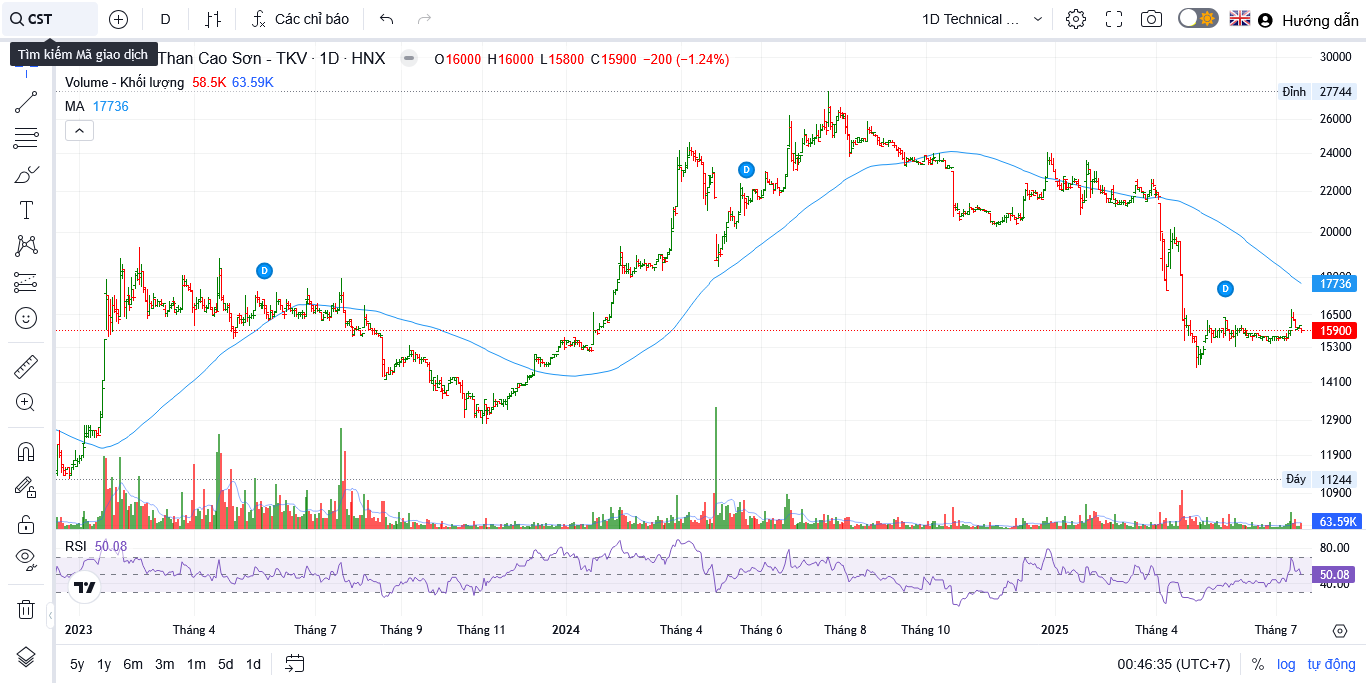 CST
D
Các chỉ báo
1D Technical ...
Hướng dẫn
Tìm kiếm Mã giao dịch
Than Cao Sơn - TKV · 1D · HNX
O16000 H16000 L15800 C15900 −200 (−1.24%)
Volume - Khối lượng 58.5K 63.59K
MA 17736
30000
Đỉnh 27744
26000
24000
22000
20000
18000
17736
16500
15900
15300
14100
12900
11900
Đáy 11244
10900
63.59K
D
D
D
RSI 50.08
80.00
50.08
40.00
2023 Tháng 4 Tháng 7 Tháng 9 Tháng 11 2024 Tháng 4 Tháng 6 Tháng 8 Tháng 10 2025 Tháng 4 Tháng 7
5y 1y 6m 3m 1m 5d 1d
00:46:35 (UTC+7) % log tự động